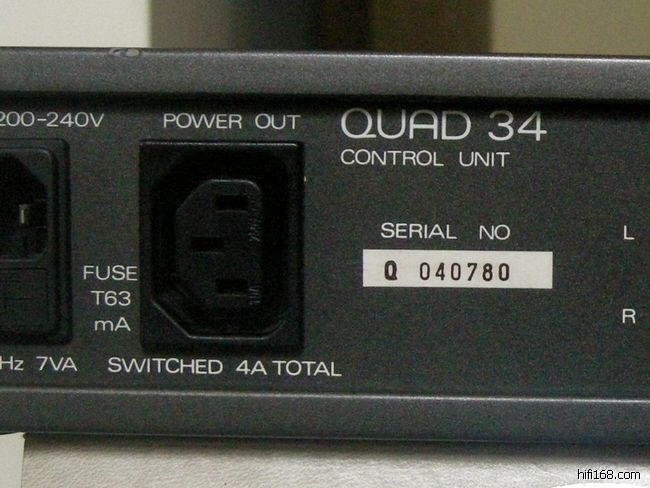 200-240V
POWER OUT
QUAD 34
CONTROL UNIT
SERIAL NO
Q 040780
L
R
FUSE
T63
mA
Hz 7VA
SWITCHED 4A TOTAL
hifi168.com